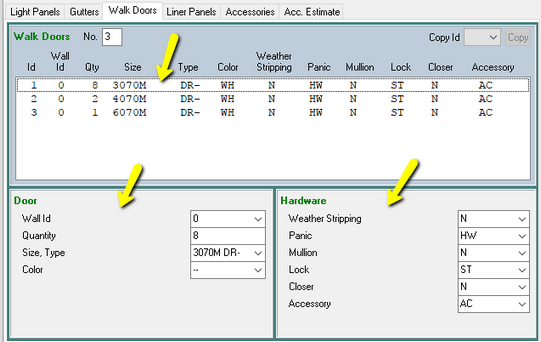 Light Panels Gutters Walk Doors Liner Panels Accessories Acc. Estimate
Walk Doors No. 3 Copy Id Copy
Id Wall Id Qty Size Type Color Weather Stripping Panic Mullion Lock Closer Accessory
1 0 8 3070M DR- WH N HW N ST N AC
2 0 2 4070M DR- WH N HW N ST N AC
3 0 1 6070M DR- WH N HW N ST N AC
Door
Wall Id 0
Quantity 8
Size, Type 3070M DR-
Color --
Hardware
Weather Stripping N
Panic HW
Mullion N
Lock ST
Closer N
Accessory AC